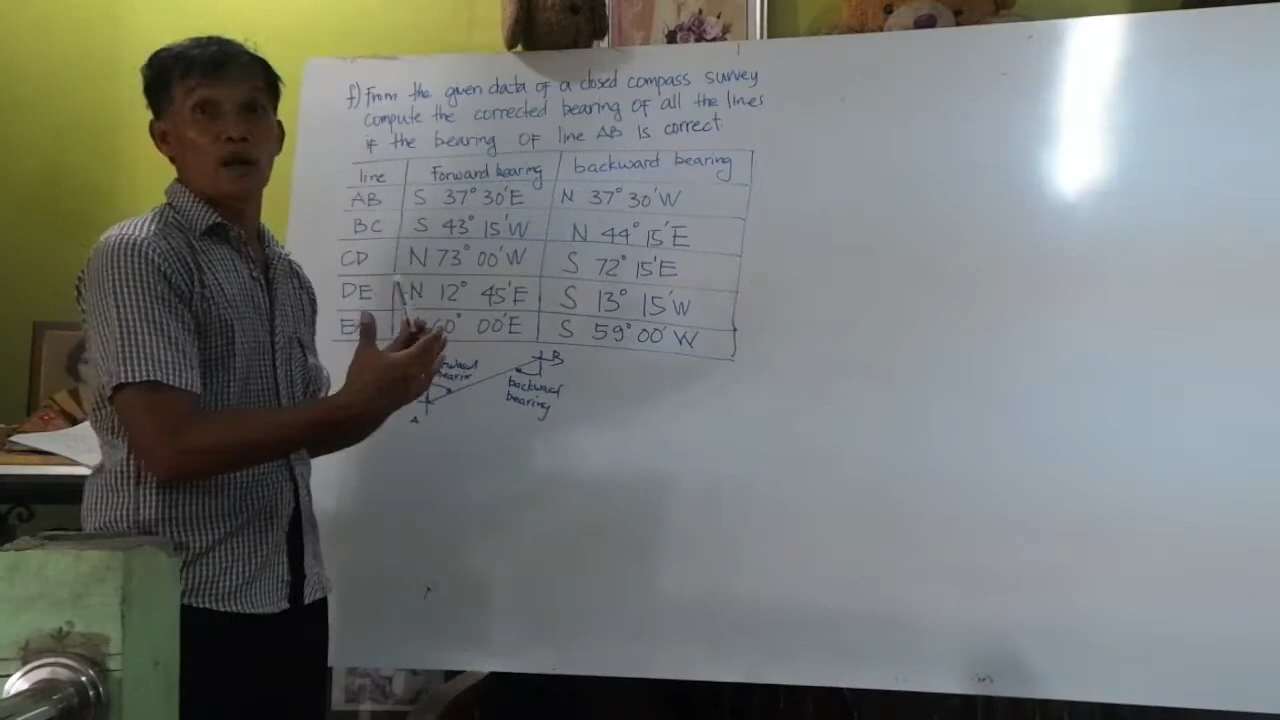 f) From the given data of a closed compass survey
compute the corrected bearing of all the lines
if the bearing of line AB is correct.
line Forward bearing backward bearing
AB S 37° 30' E N 37° 30' W
BC S 43° 15' W N 44° 15' E
CD N 73° 00' W S 72° 15' E
DE N 12° 45' E S 13° 15' W
60° 00' E S 59° 00' W
B
backward
bearing
A